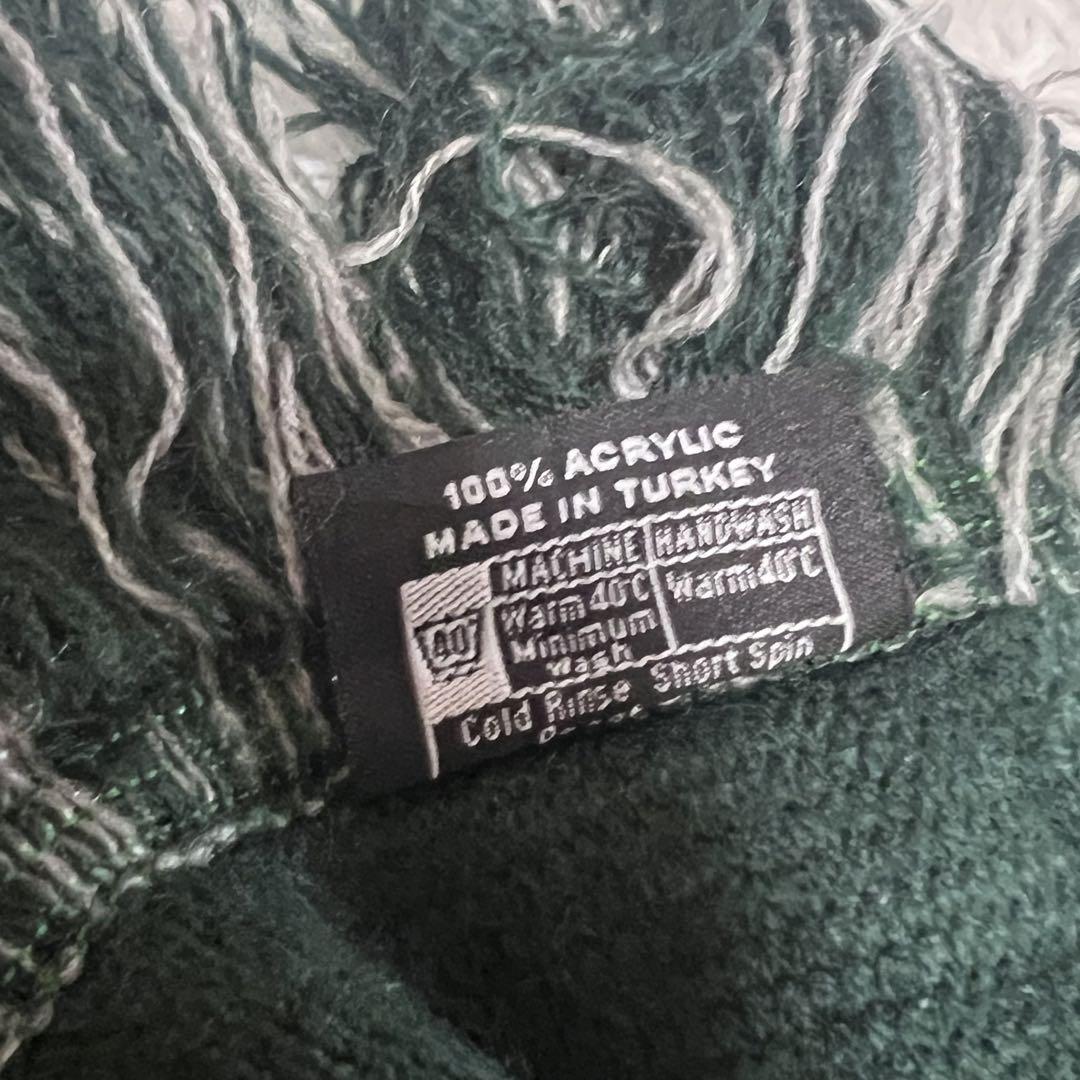 100% ACRYLIC
MADE IN TURKEY
MACHINE HANDWASH
40 Warm 40°C Warm 40°C
Minimum
Wash
Cold Rinse Short Spin